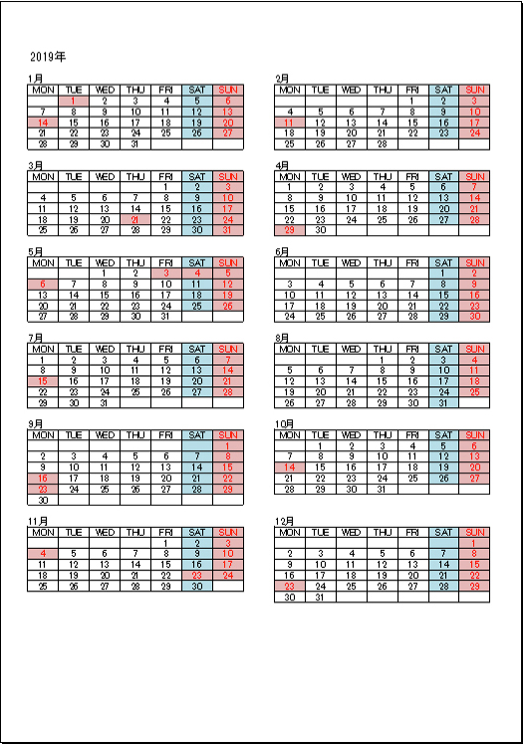 2019年
1月
MON TUE WED THU FRI SAT SUN
1 2 3 4 5 6
7 8 9 10 11 12 13
14 15 16 17 18 19 20
21 22 23 24 25 26 27
28 29 30 31
2月
MON TUE WED THU FRI SAT SUN
1 2 3
4 5 6 7 8 9 10
11 12 13 14 15 16 17
18 19 20 21 22 23 24
25 26 27 28
3月
MON TUE WED THU FRI SAT SUN
1 2 3
4 5 6 7 8 9 10
11 12 13 14 15 16 17
18 19 20 21 22 23 24
25 26 27 28 29 30 31
4月
MON TUE WED THU FRI SAT SUN
1 2 3 4 5 6 7
8 9 10 11 12 13 14
15 16 17 18 19 20 21
22 23 24 25 26 27 28
29 30
5月
MON TUE WED THU FRI SAT SUN
1 2 3 4 5
6 7 8 9 10 11 12
13 14 15 16 17 18 19
20 21 22 23 24 25 26
27 28 29 30 31
6月
MON TUE WED THU FRI SAT SUN
1 2
3 4 5 6 7 8 9
10 11 12 13 14 15 16
17 18 19 20 21 22 23
24 25 26 27 28 29 30
7月
MON TUE WED THU FRI SAT SUN
1 2 3 4 5 6 7
8 9 10 11 12 13 14
15 16 17 18 19 20 21
22 23 24 25 26 27 28
29 30 31
8月
MON TUE WED THU FRI SAT SUN
1 2 3 4
5 6 7 8 9 10 11
12 13 14 15 16 17 18
19 20 21 22 23 24 25
26 27 28 29 30 31
9月
MON TUE WED THU FRI SAT SUN
1
2 3 4 5 6 7 8
9 10 11 12 13 14 15
16 17 18 19 20 21 22
23 24 25 26 27 28 29
30
10月
MON TUE WED THU FRI SAT SUN
1 2 3 4 5 6
7 8 9 10 11 12 13
14 15 16 17 18 19 20
21 22 23 24 25 26 27
28 29 30 31
11月
MON TUE WED THU FRI SAT SUN
1 2 3
4 5 6 7 8 9 10
11 12 13 14 15 16 17
18 19 20 21 22 23 24
25 26 27 28 29 30
12月
MON TUE WED THU FRI SAT SUN
1
2 3 4 5 6 7 8
9 10 11 12 13 14 15
16 17 18 19 20 21 22
23 24 25 26 27 28 29
30 31